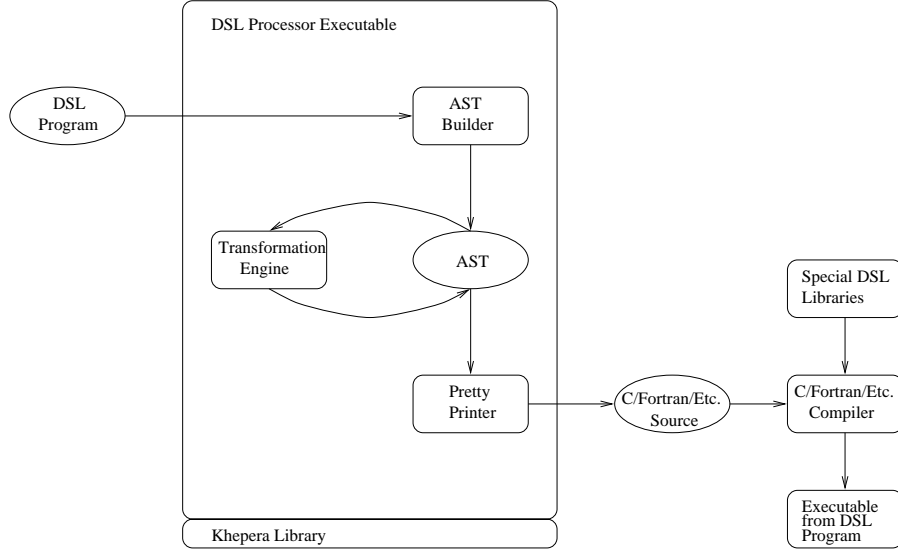 DSL Processor Executable
DSL
Program
AST
Builder
Transformation
Engine
AST
Special DSL
Libraries
Pretty
Printer
C/Fortran/Etc.
Source
C/Fortran/Etc.
Compiler
Executable
from DSL
Program
Khepera Library